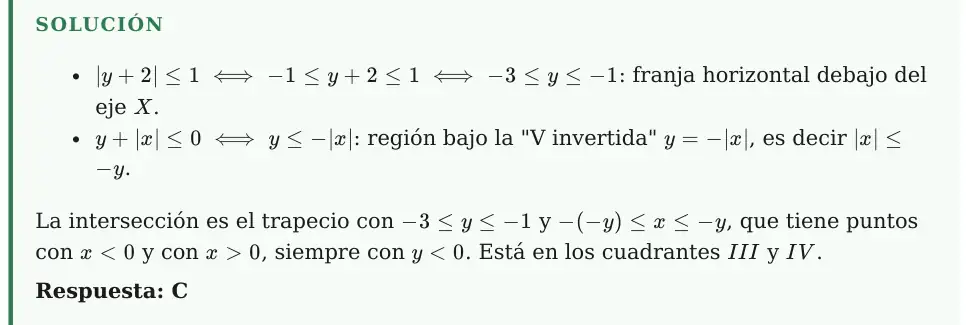 SOLUCIÓN
• |y + 2| ≤ 1 ⟺ −1 ≤ y + 2 ≤ 1 ⟺ −3 ≤ y ≤ −1: franja horizontal debajo del
eje X.
• y + |x| ≤ 0 ⟺ y ≤ −|x|: región bajo la "V invertida" y = −|x|, es decir |x| ≤
−y.
La intersección es el trapecio con −3 ≤ y ≤ −1 y −(−y) ≤ x ≤ −y, que tiene puntos
con x < 0 y con x > 0, siempre con y < 0. Está en los cuadrantes III y IV.
Respuesta: C